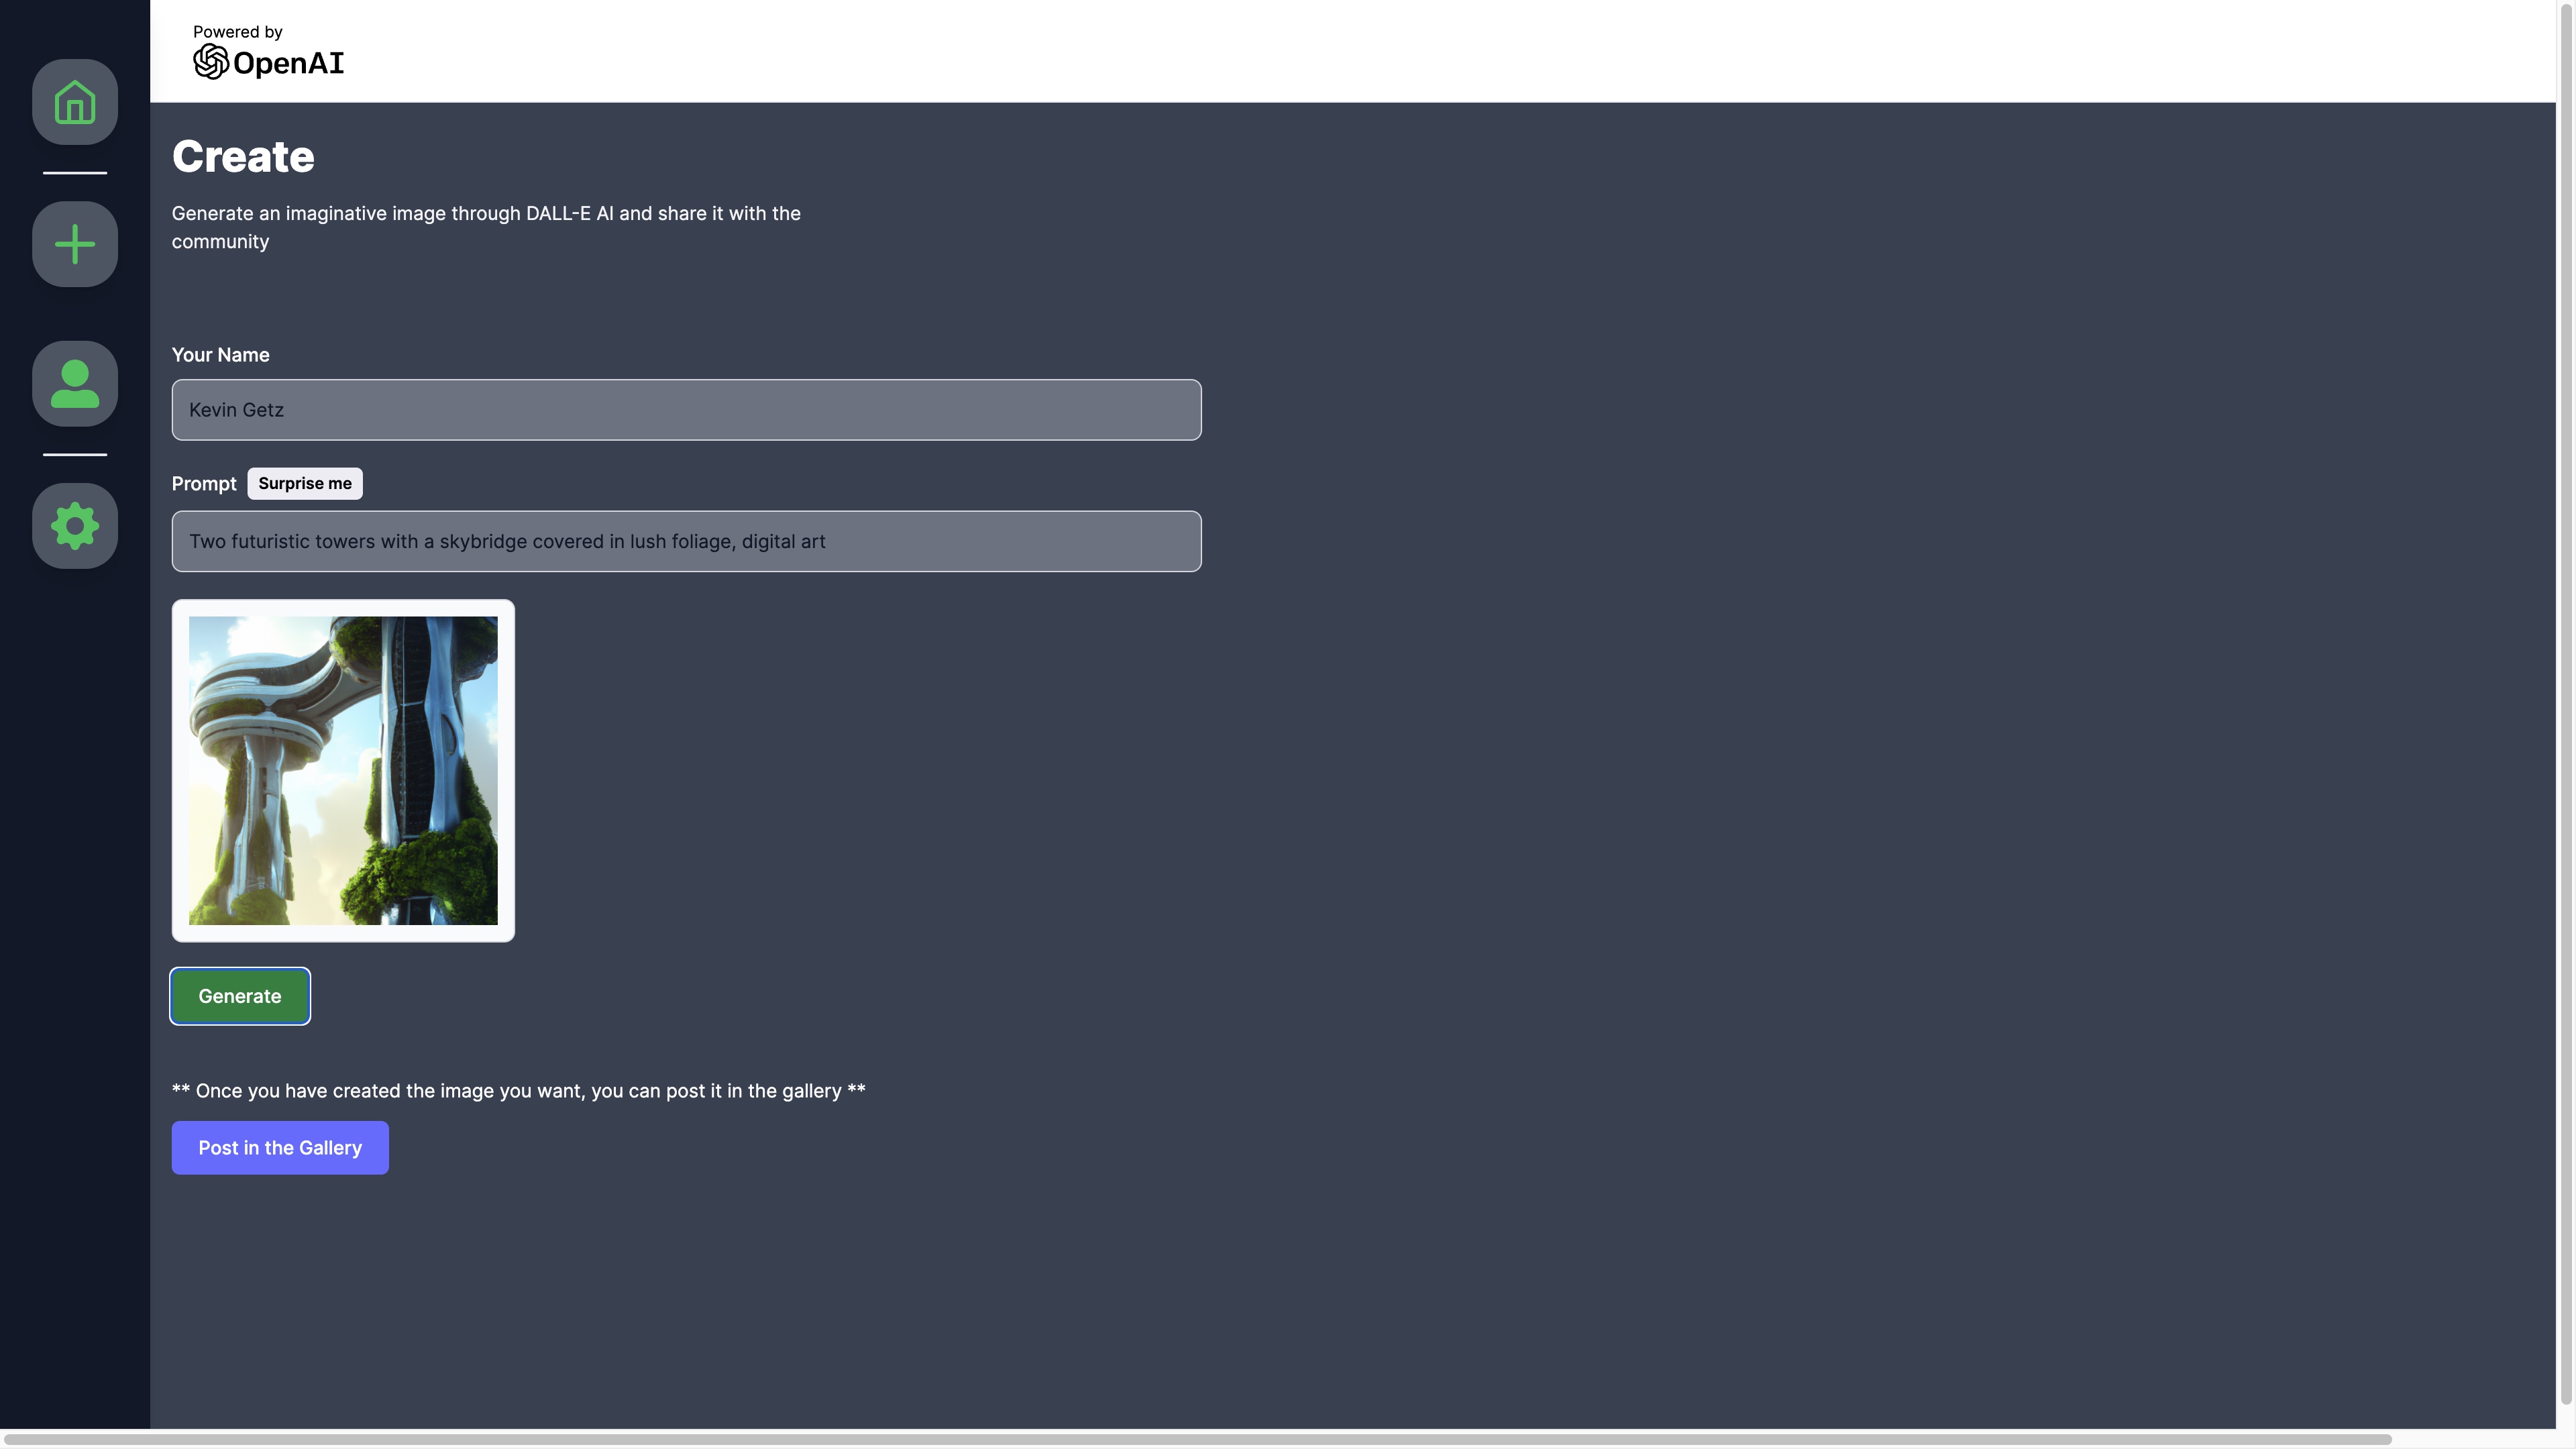 Powered by
OpenAI
Create
Generate an imaginative image through DALL-E AI and share it with the
community
Your Name
Kevin Getz
Prompt Surprise me
Two futuristic towers with a skybridge covered in lush foliage, digital art
Generate
** Once you have created the image you want, you can post it in the gallery **
Post in the Gallery